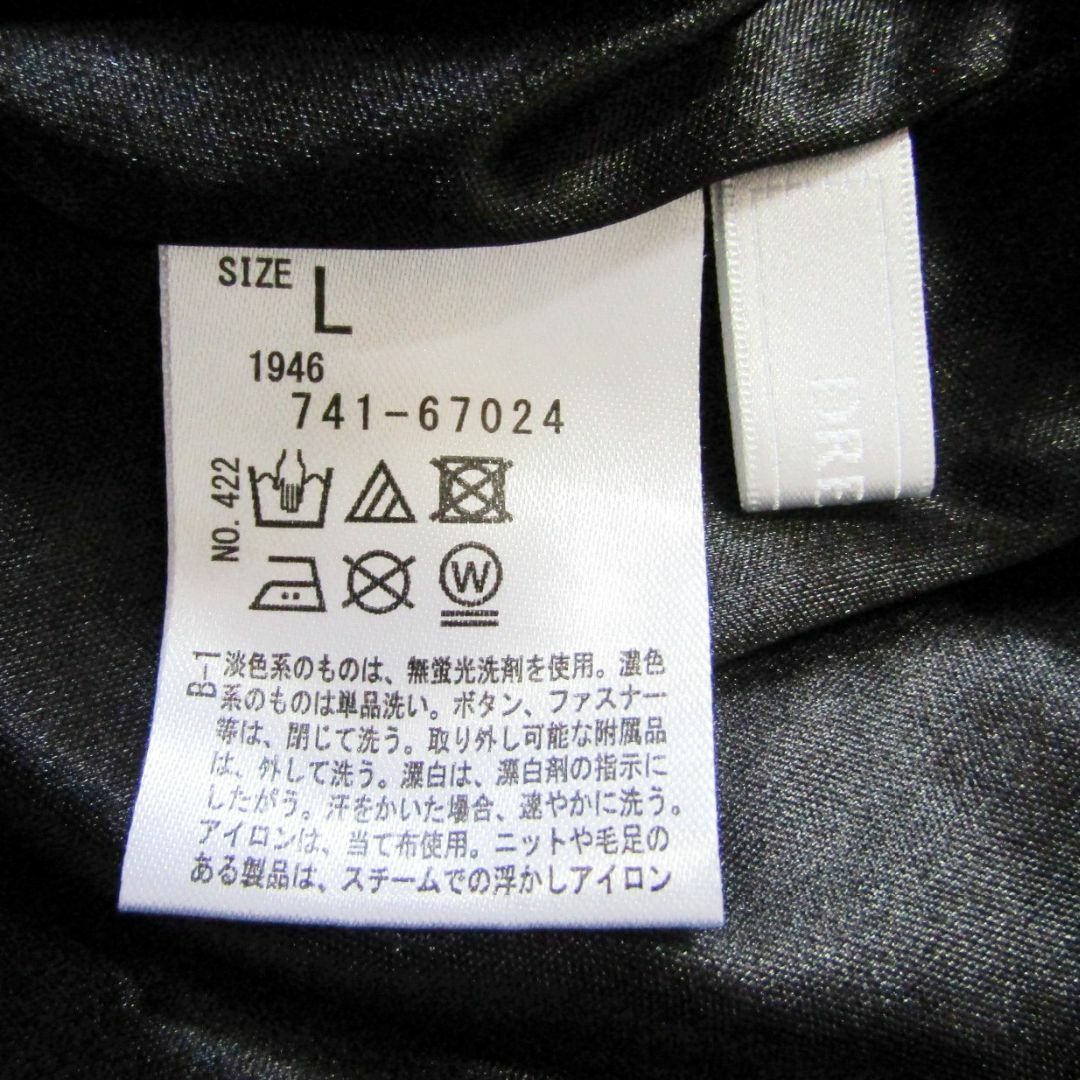 SIZE L
1946
741-67024
NO. 422
W
B-1
淡色系のものは、無蛍光洗剤を使用。濃色
系のものは単品洗い。ボタン、ファスナー
等は、閉じて洗う。取り外し可能な附属品
は、外して洗う。漂白は、漂白剤の指示に
したがう。汗をかいた場合、速やかに洗う。
アイロンは、当て布使用。ニットや毛足の
ある製品は、スチームでの浮かしアイロン